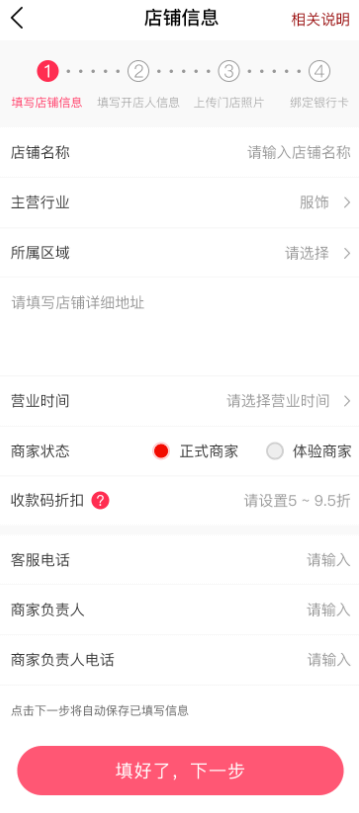 店铺信息 相关说明
1 2 3 4
填写店铺信息 填写开店人信息 上传门店照片 绑定银行卡
店铺名称 请输入店铺名称
主营行业 服饰
所属区域 请选择
请填写店铺详细地址
营业时间 请选择营业时间
商家状态 正式商家 体验商家
收款码折扣 ? 请设置5 ~ 9.5折
客服电话 请输入
商家负责人 请输入
商家负责人电话 请输入
点击下一步将自动保存已填写信息
填好了，下一步